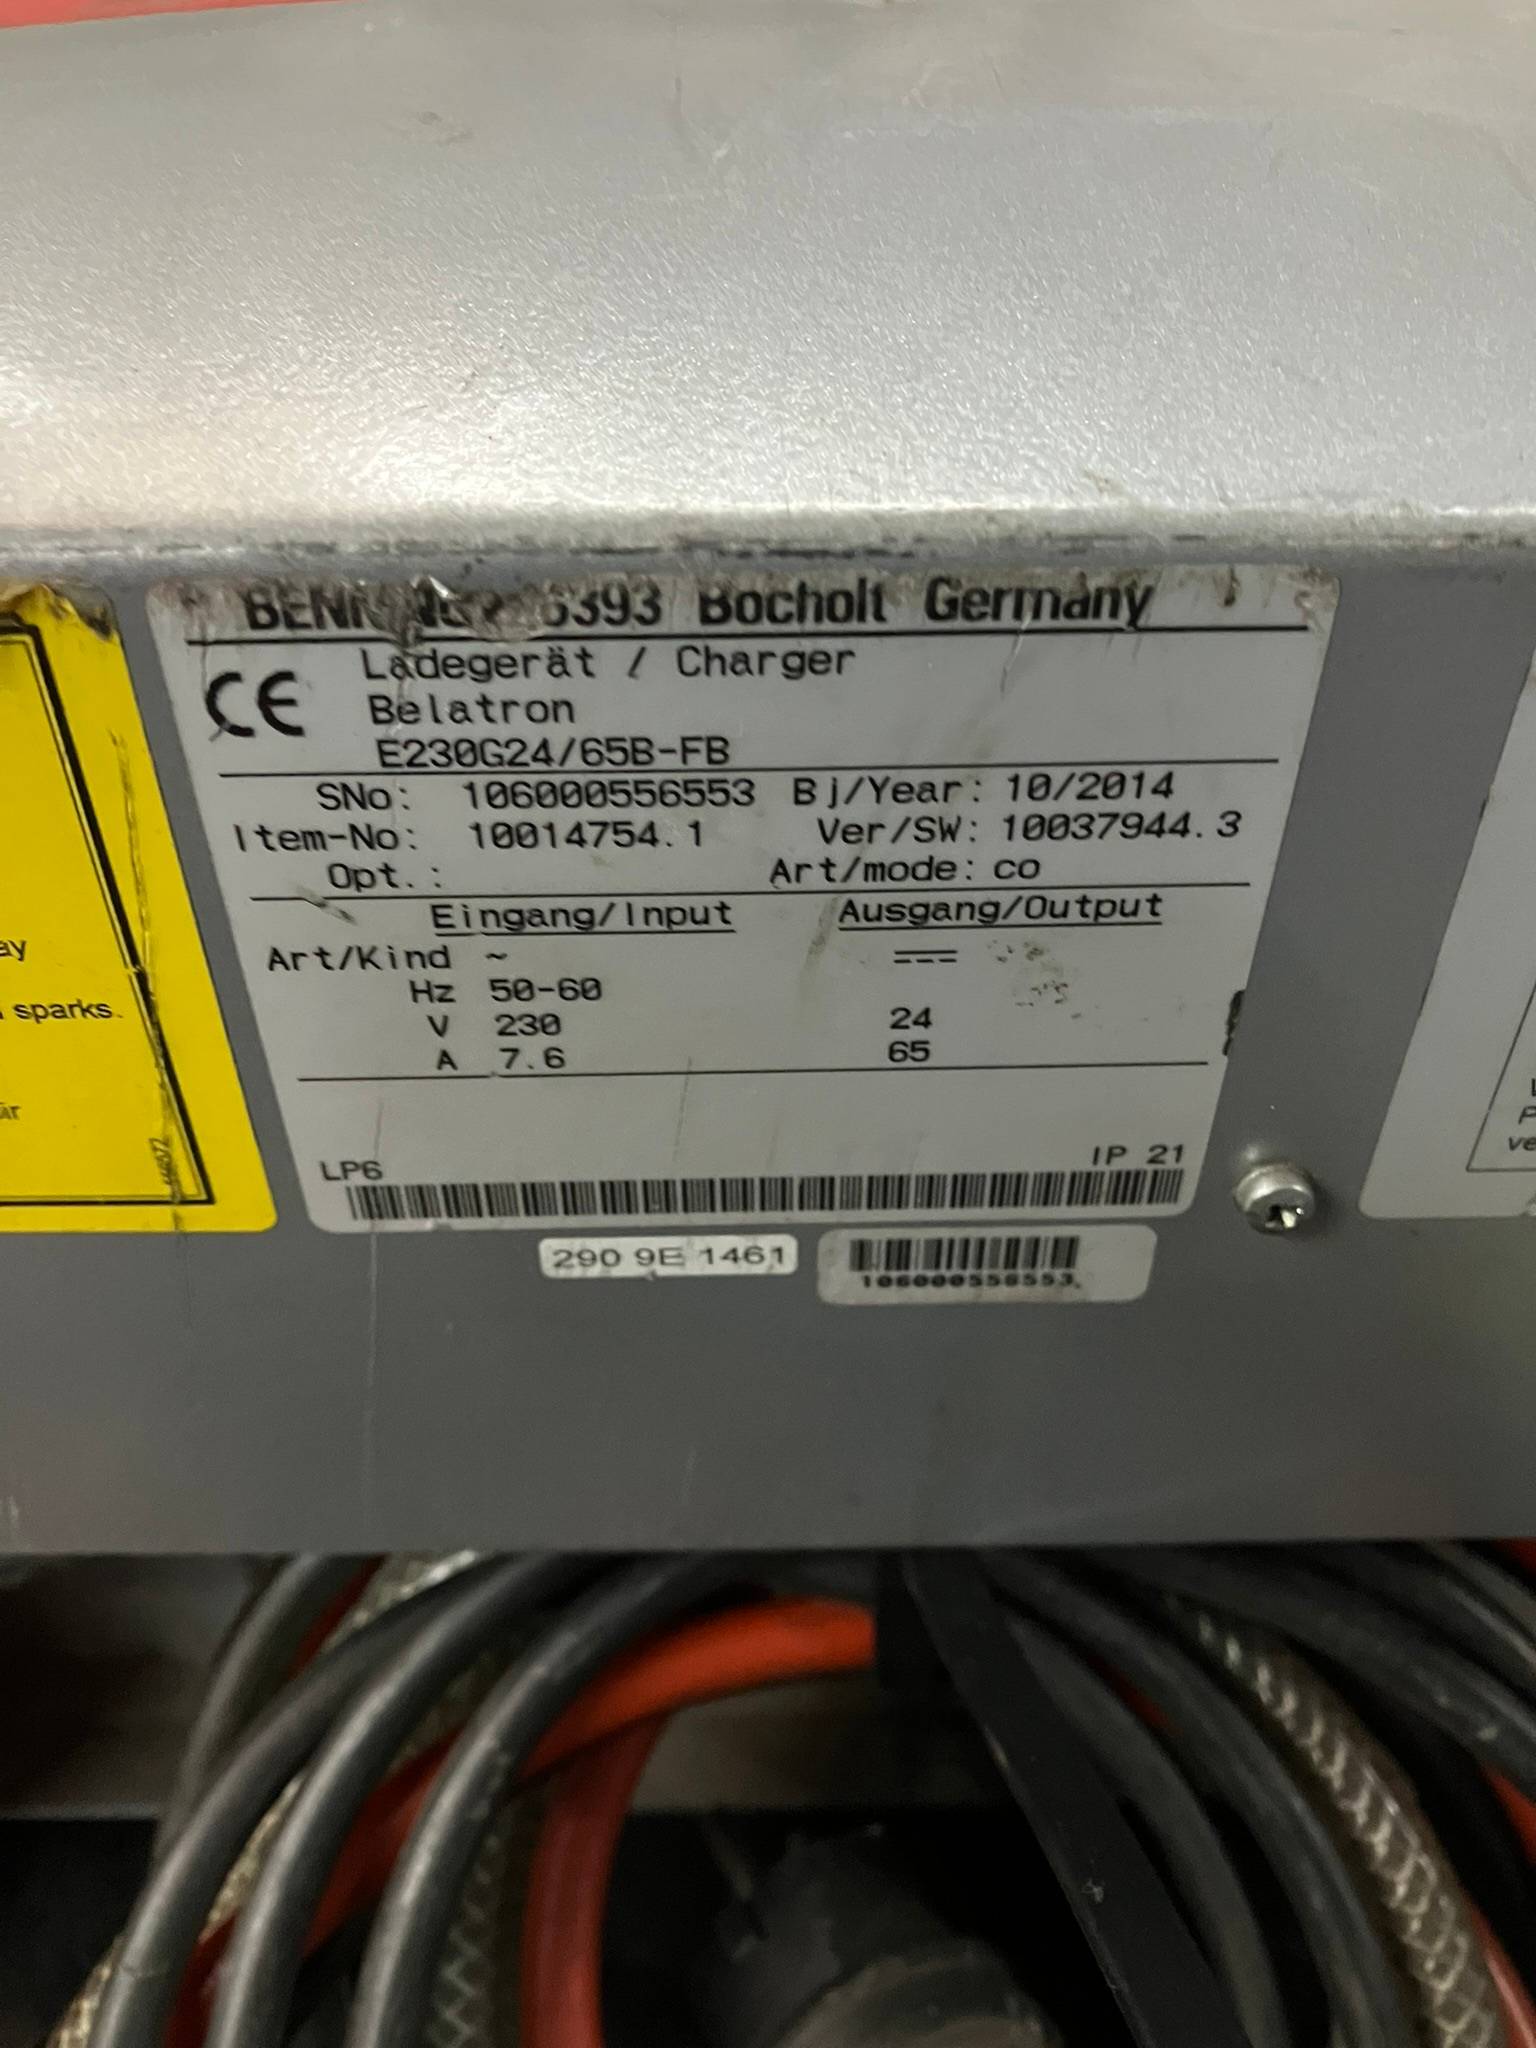 Bocholt Germany
CE
Ladegerät / Charger
Belatron
E230G24/65B-FB
SNo: 106000556553 Bj/Year: 10/2014
Item-No: 10014754.1 Ver/SW: 10037944.3
Opt.: Art/mode: co
Eingang/Input Ausgang/Output
Art/Kind ~ ⎓
Hz 50-60
V 230 24
A 7.6 65
LP6 IP 21
290 9E 1461
106000556553
sparks.